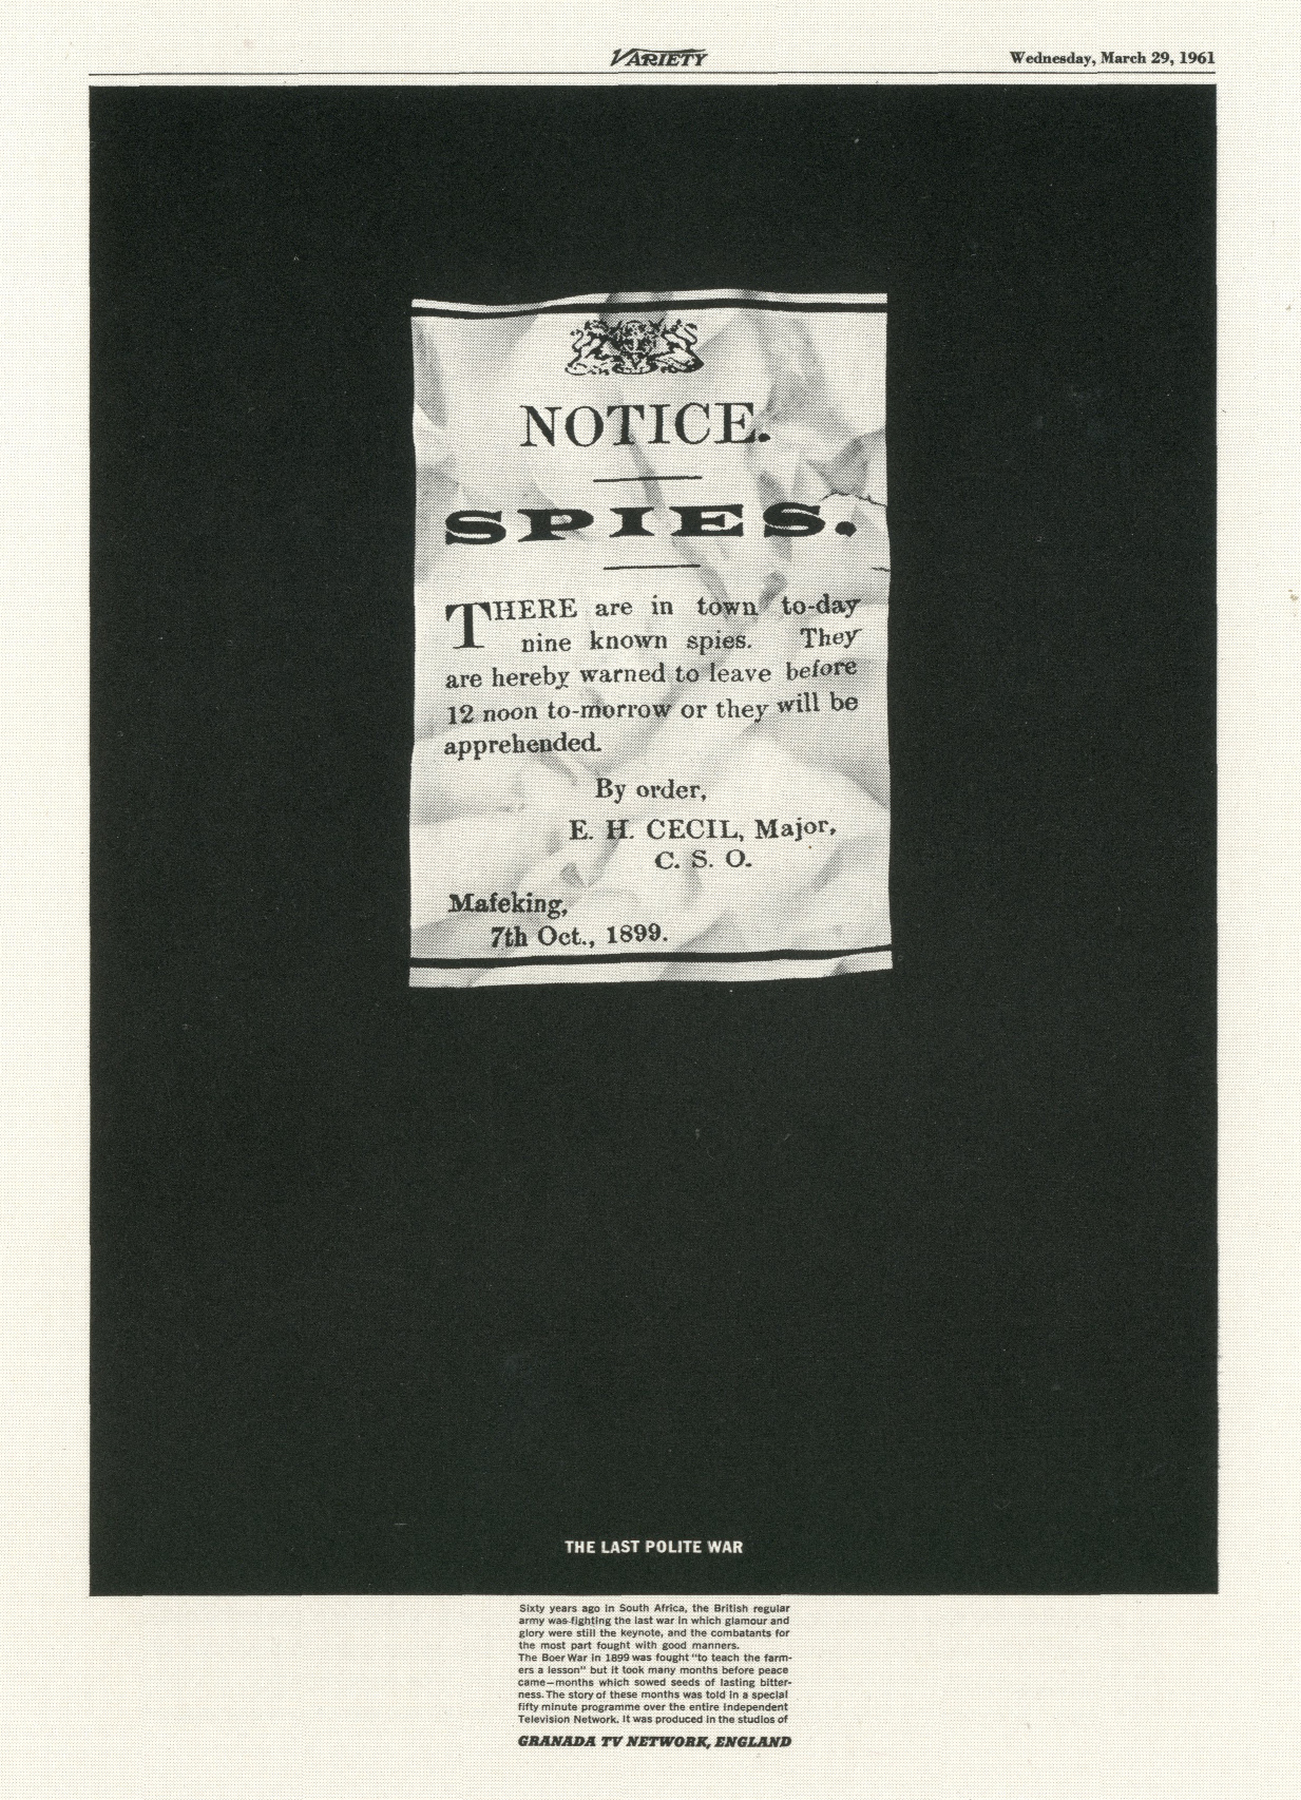 VARIETY
Wednesday, March 29, 1961
NOTICE.
SPIES.
THERE are in town to-day
nine known spies. They
are hereby warned to leave before
12 noon to-morrow or they will be
apprehended.
By order,
E. H. CECIL, Major,
C. S. O.
Mafeking,
7th Oct., 1899.
THE LAST POLITE WAR
Sixty years ago in South Africa, the British regular
army was fighting the last war in which glamour and
glory were still the keynote, and the combatants for
the most part fought with good manners.
The Boer War in 1899 was fought "to teach the farm-
ers a lesson" but it took many months before peace
came—months which sowed seeds of lasting bitter-
ness. The story of these months was told in a special
fifty minute programme over the entire Independent
Television Network. It was produced in the studios of
GRANADA TV NETWORK, ENGLAND